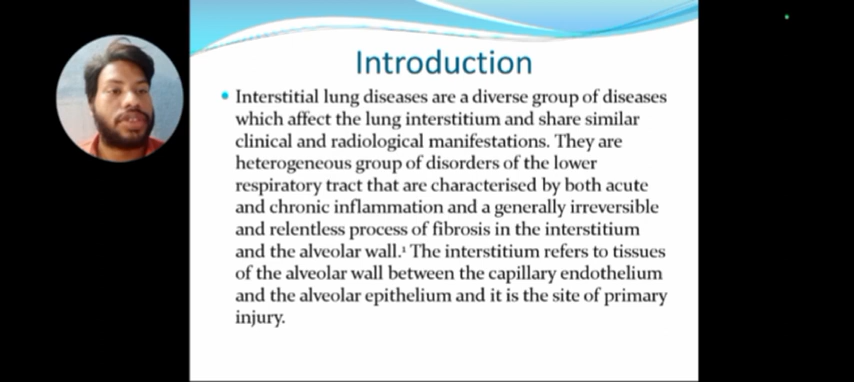 Introduction
Interstitial lung diseases are a diverse group of diseases
which affect the lung interstitium and share similar
clinical and radiological manifestations. They are
heterogeneous group of disorders of the lower
respiratory tract that are characterised by both acute
and chronic inflammation and a generally irreversible
and relentless process of fibrosis in the interstitium
and the alveolar wall.¹ The interstitium refers to tissues
of the alveolar wall between the capillary endothelium
and the alveolar epithelium and it is the site of primary
injury.